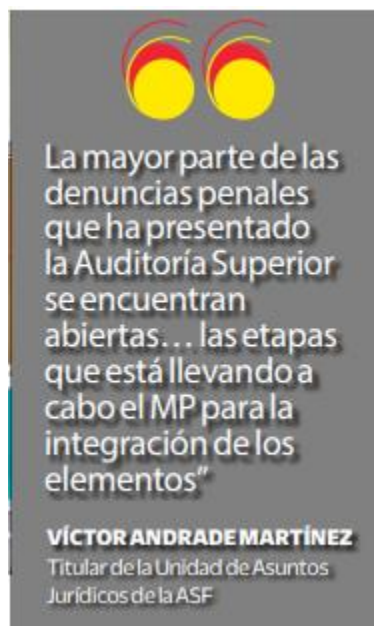 La mayor parte de las
denuncias penales
que ha presentado
la Auditoría Superior
se encuentran
abiertas... las etapas
que está llevando a
cabo el MP para la
integración de los
elementos”
VÍCTOR ANDRADE MARTÍNEZ
Titular de la Unidad de Asuntos
Jurídicos de la ASF